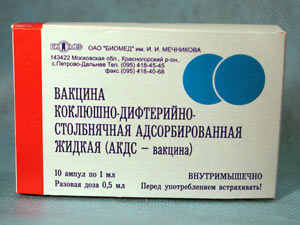 БИОМЕД
ОАО "БИОМЕД" им. И. И. МЕЧНИКОВА
143422 Московская обл., Красногорский р-он,
с.Петрово-Дальнее Тел. (095) 418-45-45
факс (095) 418-40-68
ВАКЦИНА
КОКЛЮШНО-ДИФТЕРИЙНО-
СТОЛБНЯЧНАЯ АДСОРБИРОВАННАЯ
ЖИДКАЯ (АКДС – вакцина)
10 ампул по 1 мл
Разовая доза 0,5 мл
ВНУТРИМЫШЕЧНО
Перед употреблением встряхивать!